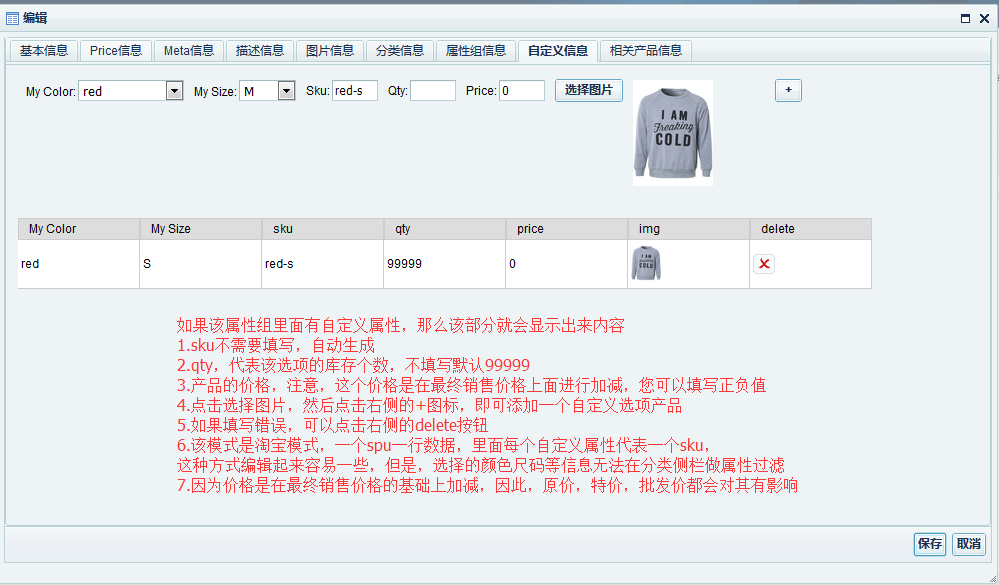 编辑
基本信息 Price信息 Meta信息 描述信息 图片信息 分类信息 属性组信息 自定义信息 相关产品信息
My Color: red My Size: M Sku: red-s Qty: Price: 0 选择图片 +
I AM
Freaking
COLD
My Color My Size sku qty price img delete
red S red-s 99999 0
I AM
Freaking
COLD
如果该属性组里面有自定义属性，那么该部分就会显示出来内容
1.sku不需要填写，自动生成
2.qty，代表该选项的库存个数，不填写默认99999
3.产品的价格，注意，这个价格是在最终销售价格上面进行加减，您可以填写正负值
4.点击选择图片，然后点击右侧的+图标，即可添加一个自定义选项产品
5.如果填写错误，可以点击右侧的delete按钮
6.该模式是淘宝模式，一个spu一行数据，里面每个自定义属性代表一个sku，
这种方式编辑起来容易一些，但是，选择的颜色尺码等信息无法在分类侧栏做属性过滤
7.因为价格是在最终销售价格的基础上加减，因此，原价，特价，批发价都会对其有影响
保存 取消